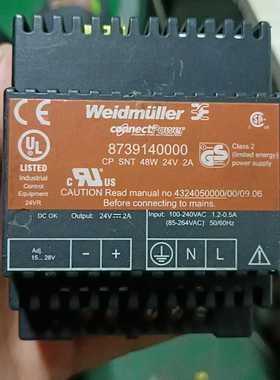 Weidmüller
connectPower
8739140000
CP SNT 48W 24V 2A
UL
LISTED
Industrial
Control
Equipment
24VR
c UL us
GS
Class 2
(limited energy)
power supply
CAUTION Read manual no 4324050000/00/09.06
Before connecting to mains.
DC OK
Output: 24V 2A
Input: 100-240VAC 1.2-0.5A
(85-264VAC) 50/60Hz
Adj.
15... 28V
− + N L